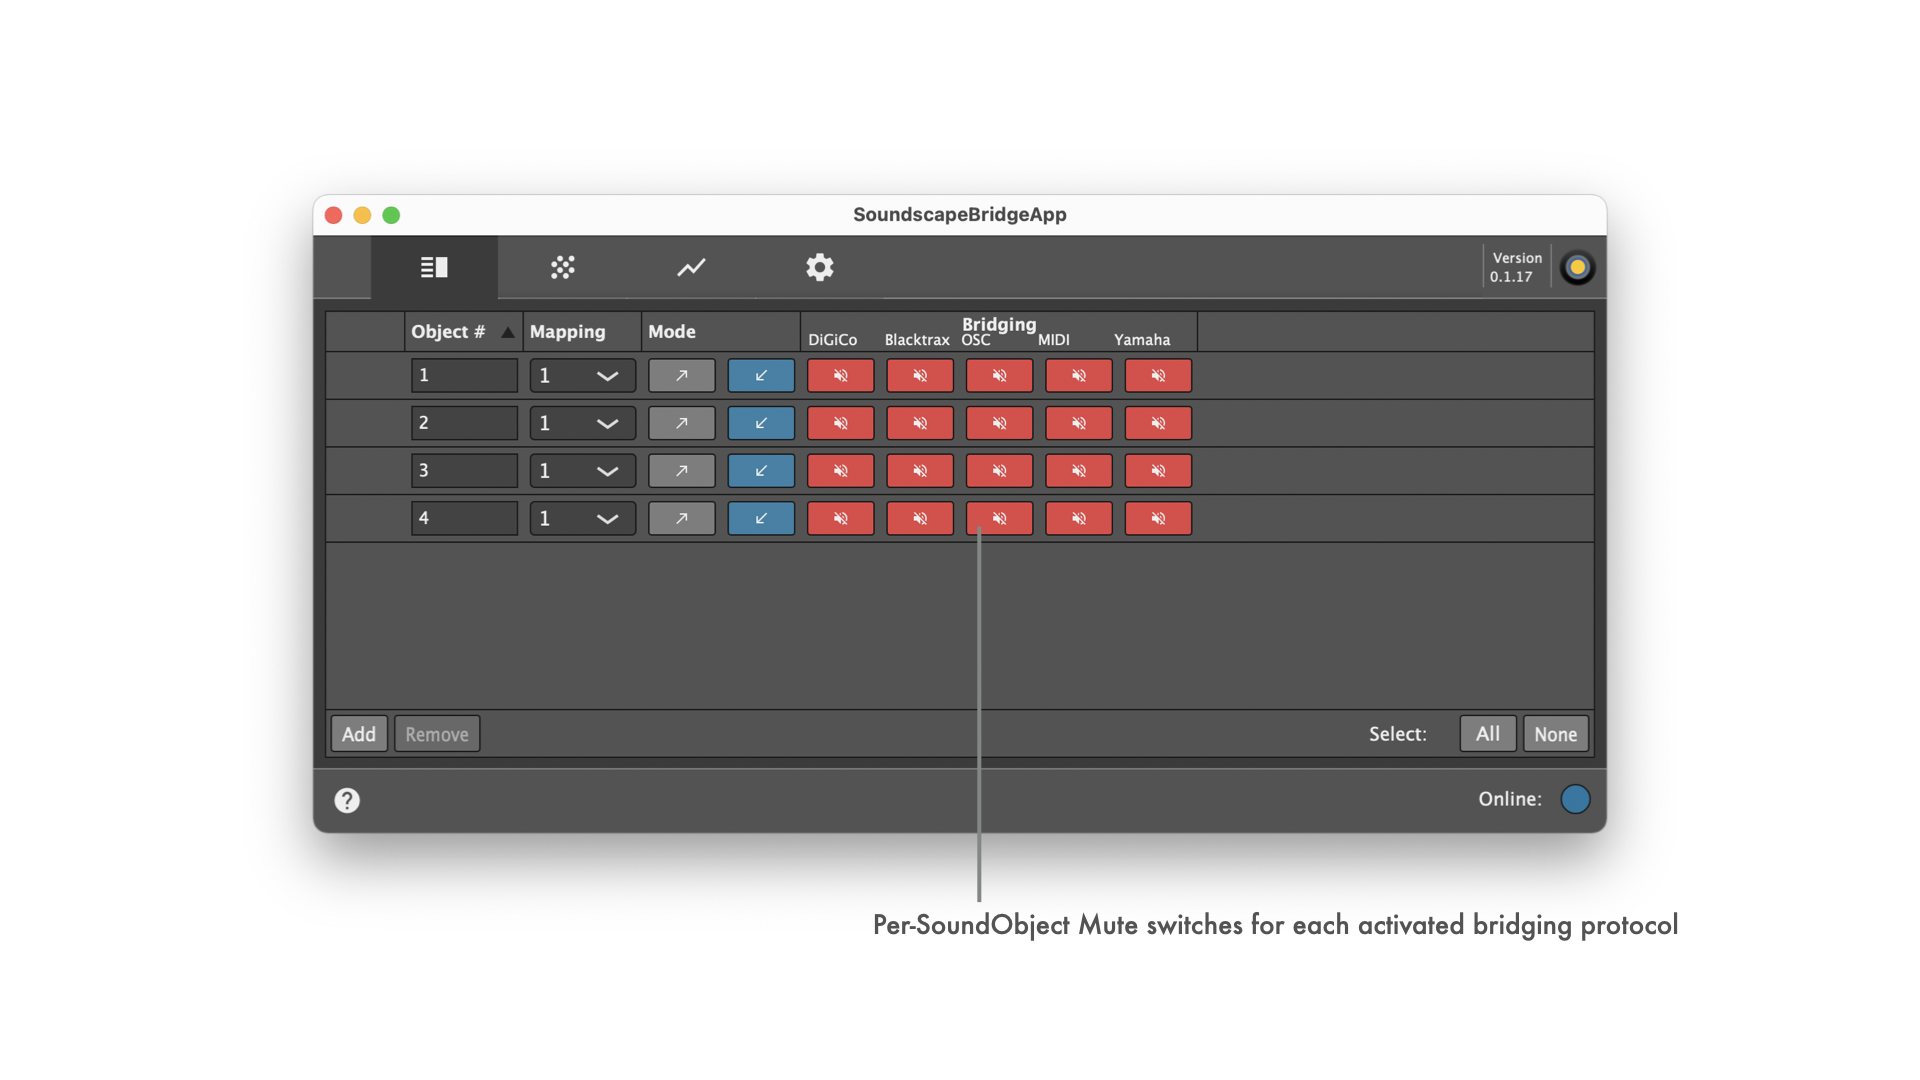 SoundscapeBridgeApp
Version
0.1.17
Object # Mapping Mode Bridging
DiGiCo Blacktrax OSC MIDI Yamaha
1 1
2 1
3 1
4 1
Add Remove Select: All None
? Online:
Per-SoundObject Mute switches for each activated bridging protocol